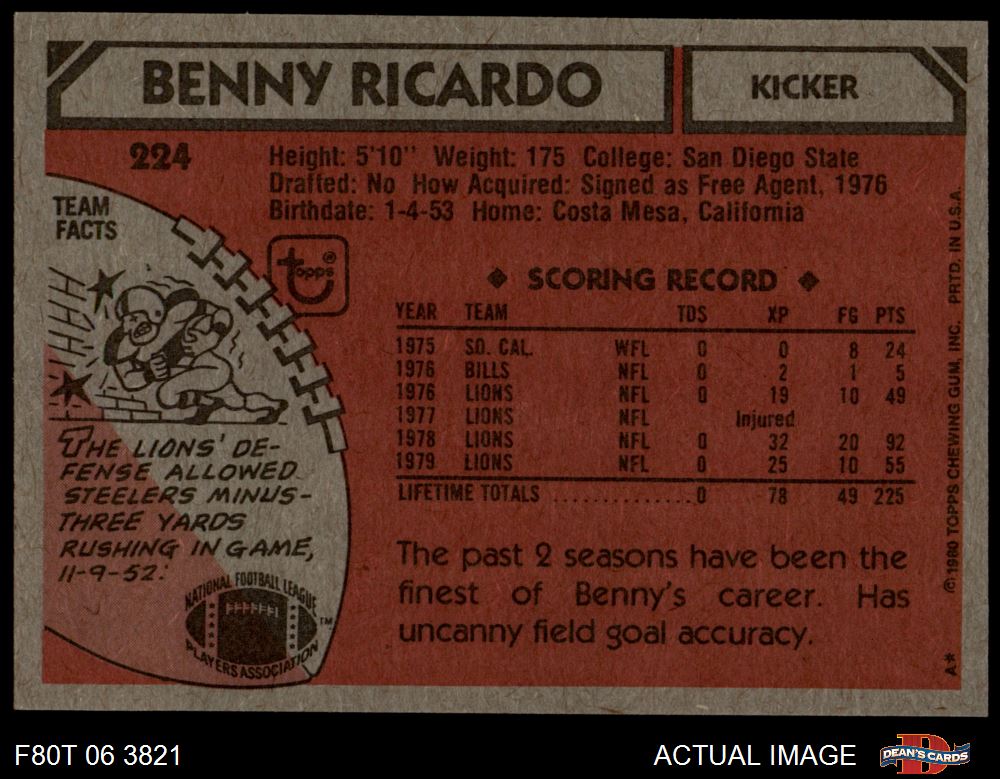 BENNY RICARDO
KICKER
224
Height: 5'10" Weight: 175 College: San Diego State
Drafted: No How Acquired: Signed as Free Agent, 1976
Birthdate: 1-4-53 Home: Costa Mesa, California
TEAM
FACTS
topps®
THE LIONS' DE-
FENSE ALLOWED
STEELERS MINUS-
THREE YARDS
RUSHING IN GAME,
11-9-52.
NATIONAL FOOTBALL LEAGUE
PLAYERS ASSOCIATION
TM
◆ SCORING RECORD ◆
YEAR TEAM TDS XP FG PTS
1975 SO. CAL. WFL 0 0 8 24
1976 BILLS NFL 0 2 1 5
1976 LIONS NFL 0 19 10 49
1977 LIONS NFL Injured
1978 LIONS NFL 0 32 20 92
1979 LIONS NFL 0 25 10 55
LIFETIME TOTALS ..................0 78 49 225
The past 2 seasons have been the
finest of Benny's career. Has
uncanny field goal accuracy.
A* ©1980 TOPPS CHEWING GUM, INC. PRTD. IN U.S.A.
F80T 06 3821
ACTUAL IMAGE
DEAN'S CARDS